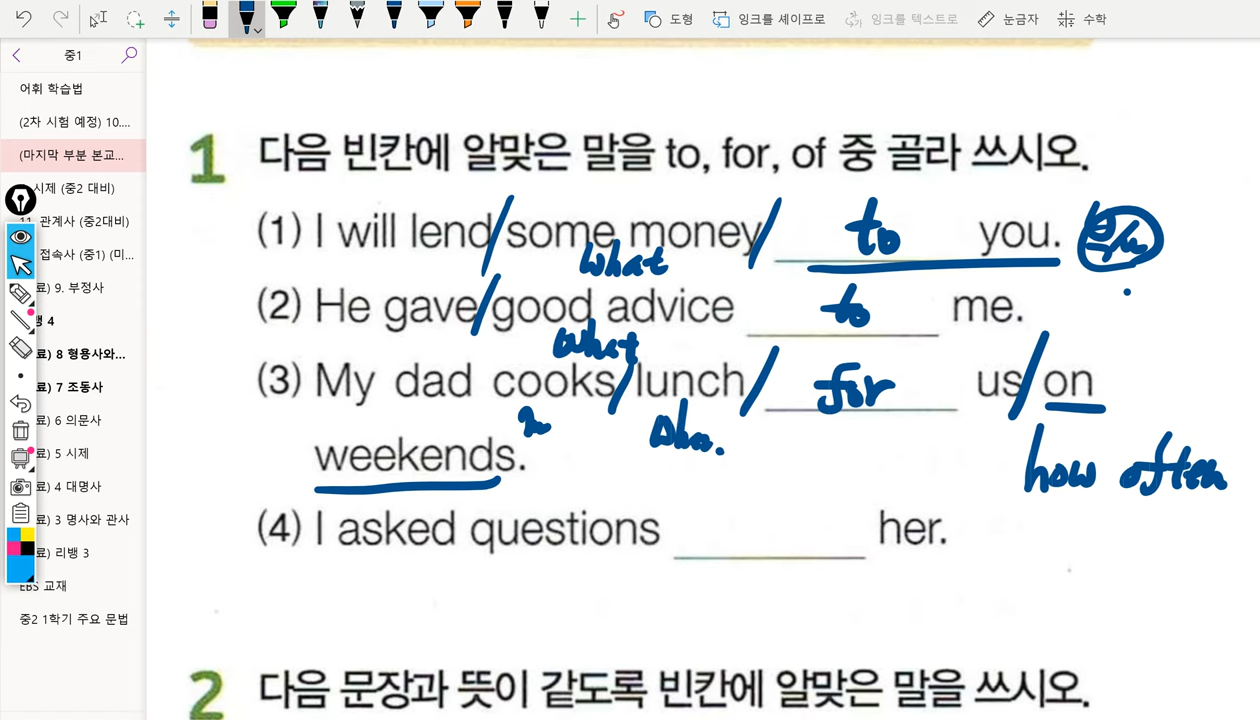 도형
잉크를 셰이프로
잉크를 텍스트로
눈금자
수학
중1
어휘 학습법
(2차 시험 예정) 10....
(마지막 부분 본교...
시제 (중2 대비)
11. 관계사 (중2대비)
접속사 (중1) (미...
료) 9. 부정사
뱅 4
료) 8 형용사와...
료) 7 조동사
료) 6 의문사
료) 5 시제
료) 4 대명사
료) 3 명사와 관사
료) 리뱅 3
EBS 교재
중2 1학기 주요 문법
1 다음 빈칸에 알맞은 말을 to, for, of 중 골라 쓰시오.
(1) I will lend / some money / to you.
what
(2) He gave / good advice to me.
what
(3) My dad cooks / lunch / for us / on
weekends.
how often
(4) I asked questions her.
2 다음 문장과 뜻이 같도록 빈칸에 알맞은 말을 쓰시오.